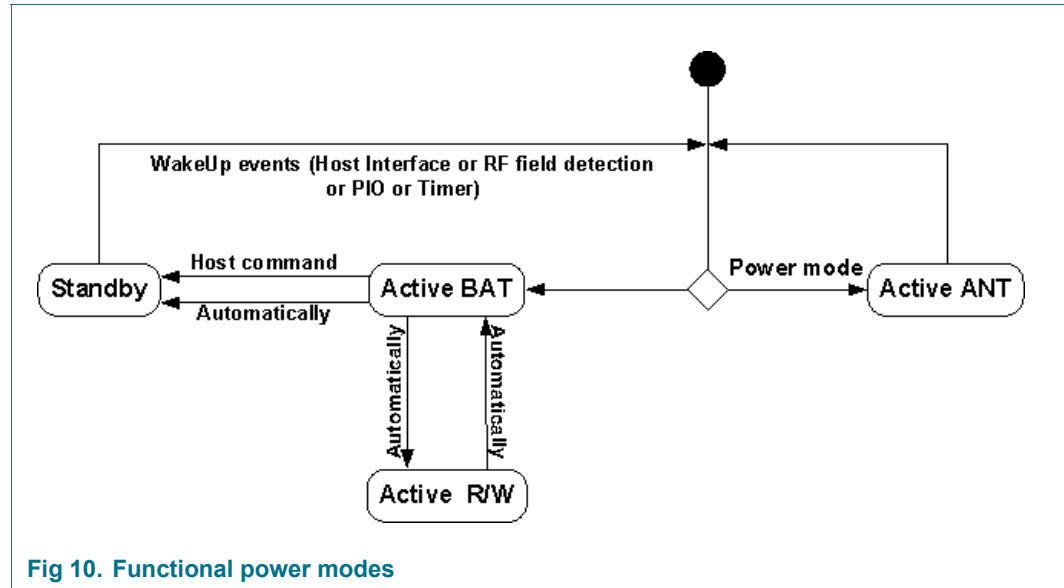 WakeUp events (Host Interface or RF field detection
or PIO or Timer)
Power mode
Host command
Standby
Active BAT
Active ANT
Automatically
Automatically
Automatically
Active R/W
Fig 10. Functional power modes